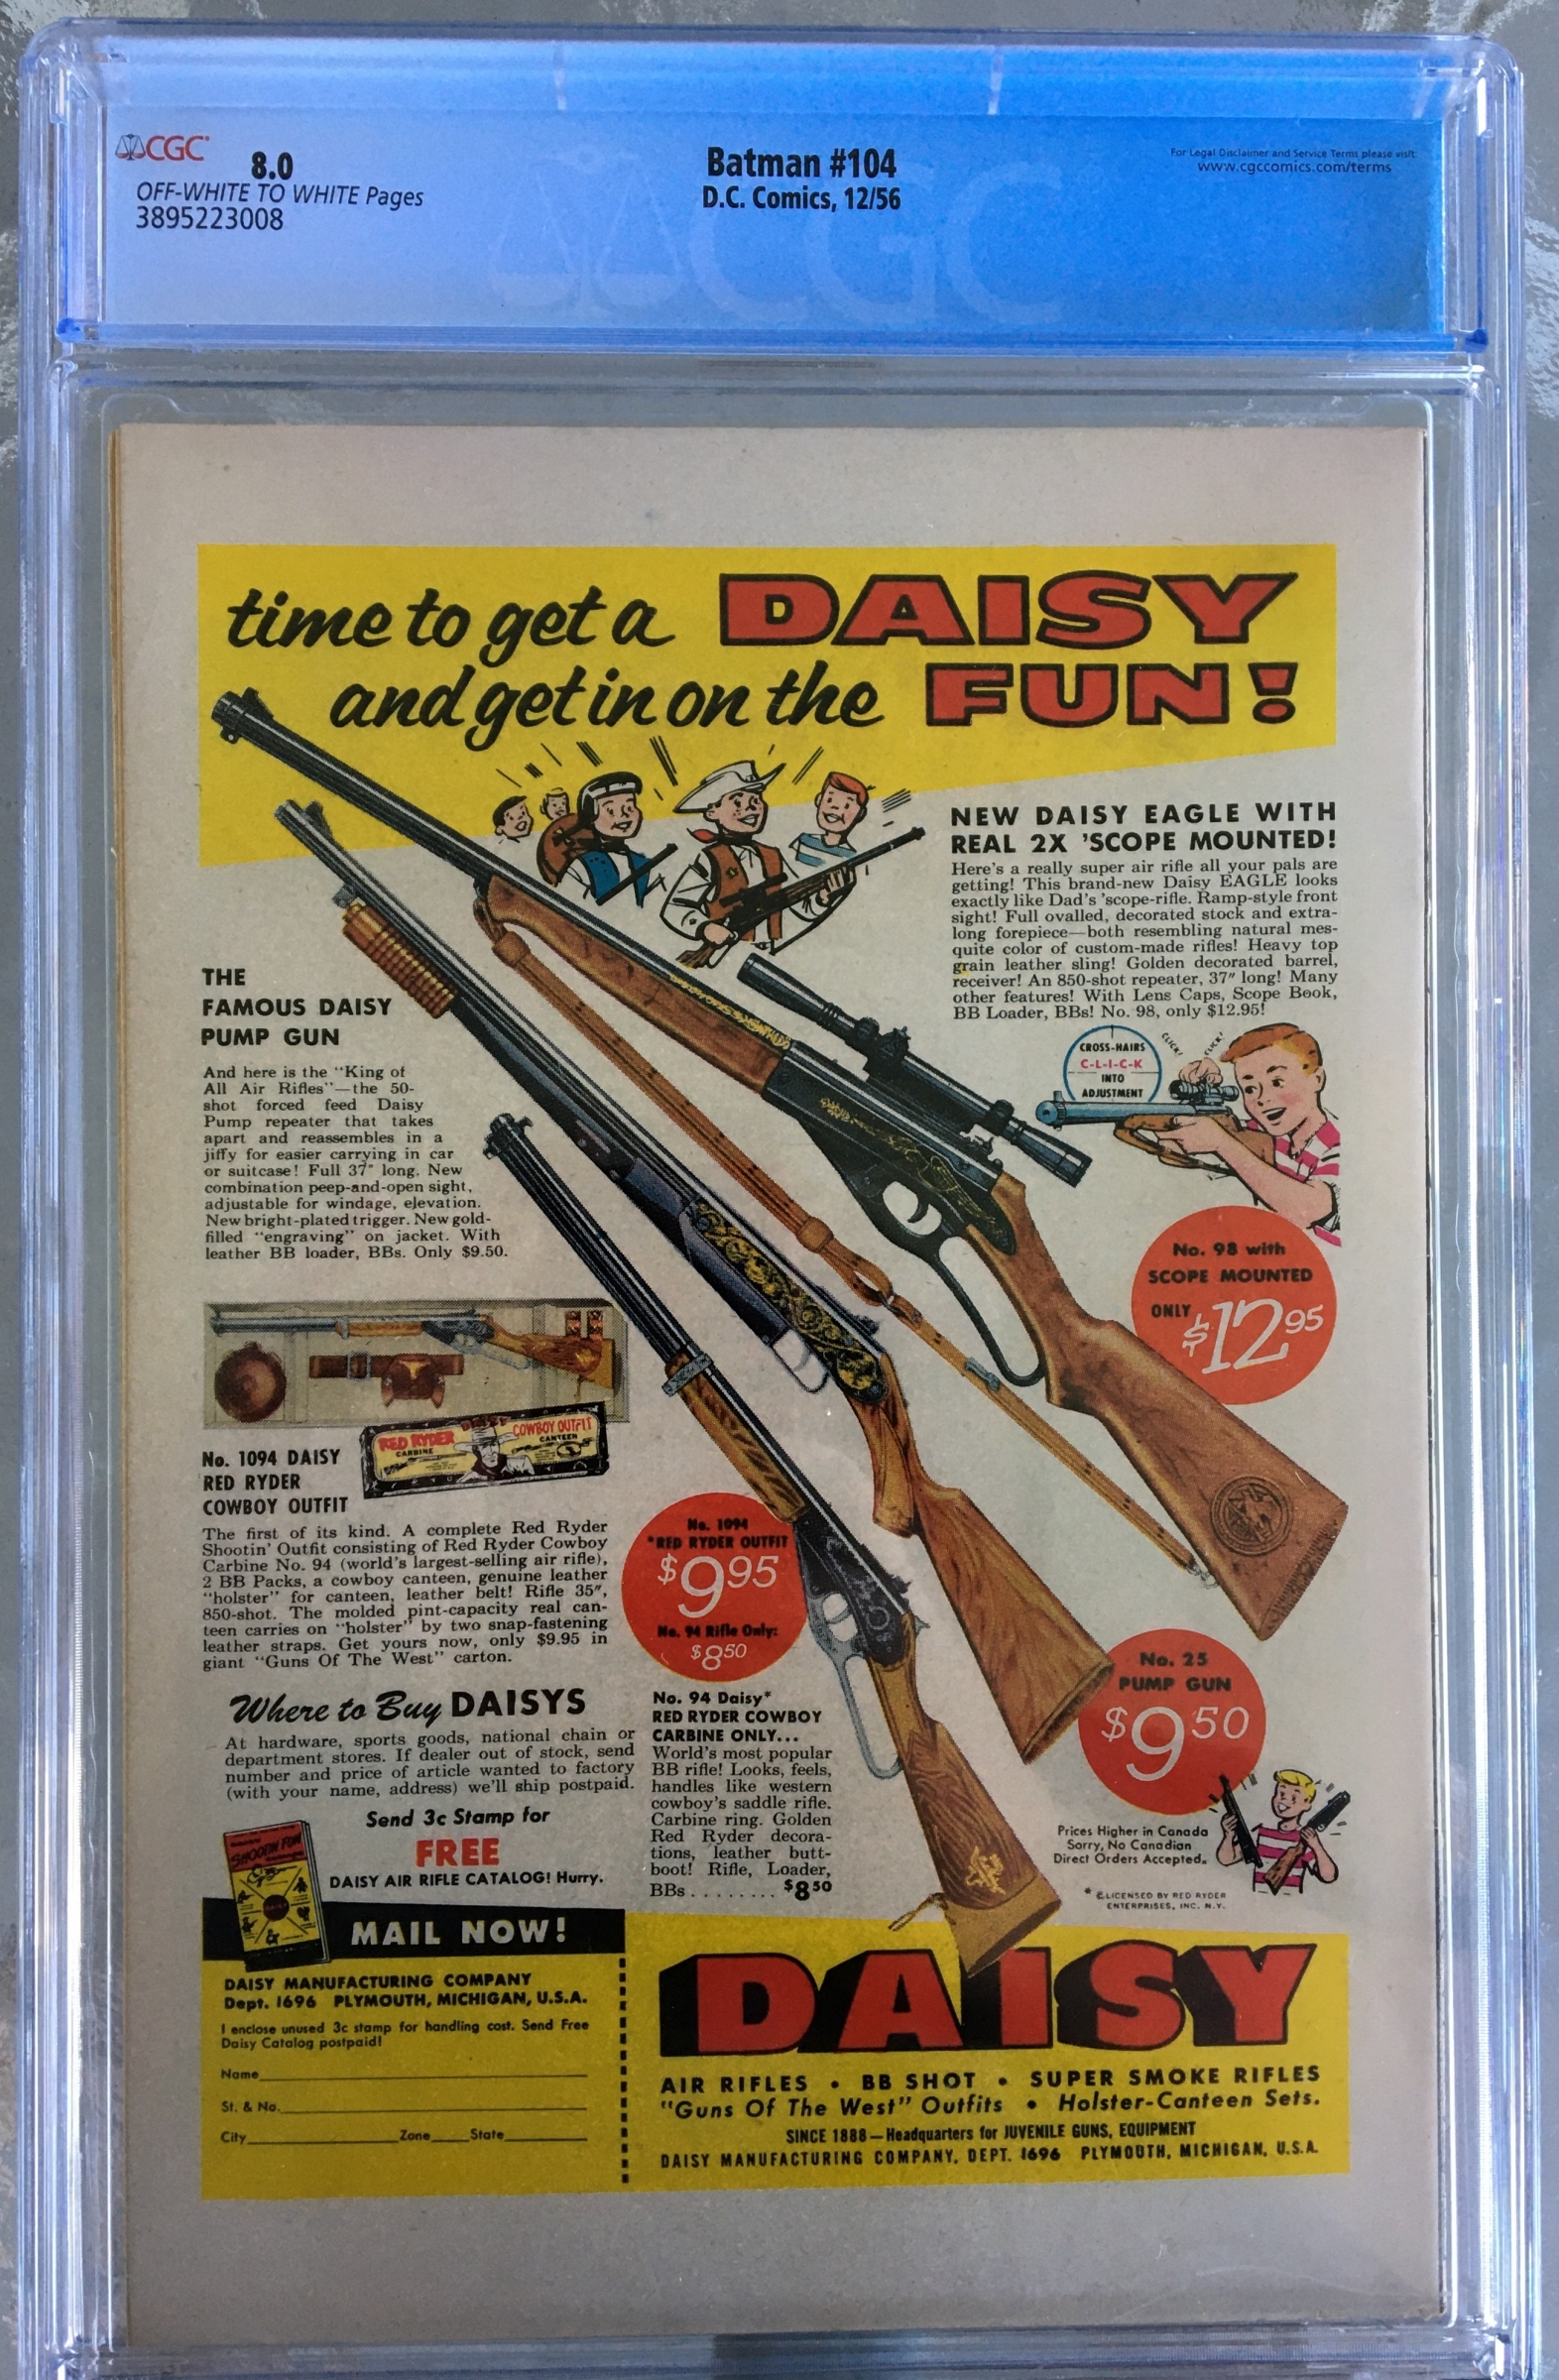 CGC
8.0
OFF-WHITE TO WHITE Pages
3895223008
Batman #104
D.C. Comics, 12/56
For Legal Disclaimer and Service Terms please visit:
www.cgccomics.com/terms
CGC
time to get a DAISY
and get in on the FUN!
NEW DAISY EAGLE WITH
REAL 2X 'SCOPE MOUNTED!
Here's a really super air rifle all your pals are
getting! This brand-new Daisy EAGLE looks
exactly like Dad's 'scope-rifle. Ramp-style front
sight! Full ovalled, decorated stock and extra-
long forepiece—both resembling natural mes-
quite color of custom-made rifles! Heavy top
grain leather sling! Golden decorated barrel,
receiver! An 850-shot repeater, 37" long! Many
other features! With Lens Caps, Scope Book,
BB Loader, BBs! No. 98, only $12.95!
CROSS-HAIRS
C-L-I-C-K
INTO
ADJUSTMENT
CLICK!
CLICK!
No. 98 with
SCOPE MOUNTED
ONLY $12 95
THE
FAMOUS DAISY
PUMP GUN
And here is the "King of
All Air Rifles"—the 50-
shot forced feed Daisy
Pump repeater that takes
apart and reassembles in a
jiffy for easier carrying in car
or suitcase! Full 37" long. New
combination peep-and-open sight,
adjustable for windage, elevation.
New bright-plated trigger. New gold-
filled "engraving" on jacket. With
leather BB loader, BBs. Only $9.50.
RED RYDER
CARBINE
COWBOY OUTFIT
CANTEEN
No. 1094 DAISY
RED RYDER
COWBOY OUTFIT
The first of its kind. A complete Red Ryder
Shootin' Outfit consisting of Red Ryder Cowboy
Carbine No. 94 (world's largest-selling air rifle),
2 BB Packs, a cowboy canteen, genuine leather
"holster" for canteen, leather belt! Rifle 35",
850-shot. The molded pint-capacity real can-
teen carries on "holster" by two snap-fastening
leather straps. Get yours now, only $9.95 in
giant "Guns Of The West" carton.
No. 1094
*RED RYDER OUTFIT
$9 95
No. 94 Rifle Only:
$8 50
No. 94 Daisy*
RED RYDER COWBOY
CARBINE ONLY...
World's most popular
BB rifle! Looks, feels,
handles like western
cowboy's saddle rifle.
Carbine ring. Golden
Red Ryder decora-
tions, leather butt-
boot! Rifle, Loader,
BBs ........ $8 50
No. 25
PUMP GUN
$9 50
Prices Higher in Canada
Sorry, No Canadian
Direct Orders Accepted.
* © LICENSED BY RED RYDER
ENTERPRISES, INC. N.Y.
Where to Buy DAISYS
At hardware, sports goods, national chain or
department stores. If dealer out of stock, send
number and price of article wanted to factory
(with your name, address) we'll ship postpaid.
Send 3c Stamp for
FREE
DAISY AIR RIFLE CATALOG! Hurry.
SHOOTIN' FUN
MAIL NOW!
DAISY MANUFACTURING COMPANY
Dept. 1696 PLYMOUTH, MICHIGAN, U.S.A.
I enclose unused 3c stamp for handling cost. Send Free
Daisy Catalog postpaid!
Name
St. & No.
City Zone State
DAISY
AIR RIFLES • BB SHOT • SUPER SMOKE RIFLES
"Guns Of The West" Outfits • Holster-Canteen Sets.
SINCE 1888—Headquarters for JUVENILE GUNS, EQUIPMENT
DAISY MANUFACTURING COMPANY, DEPT. 1696 PLYMOUTH, MICHIGAN, U.S.A.